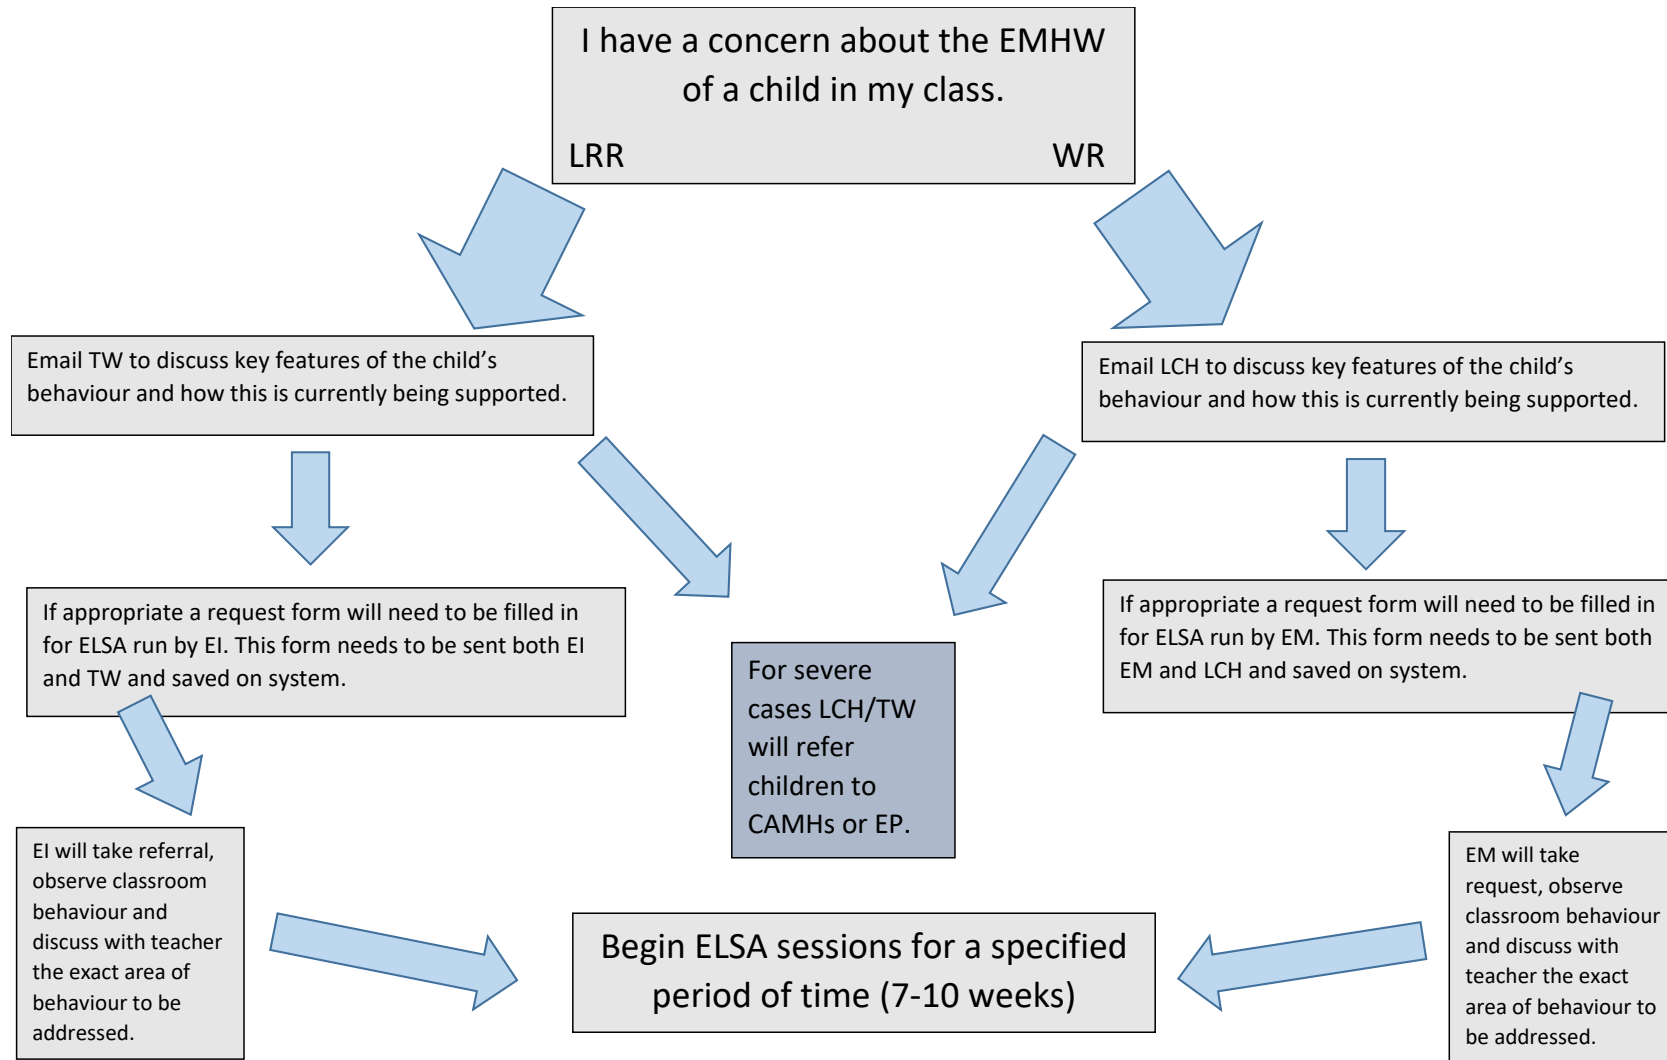 I have a concern about the EMHW
of a child in my class.
LRR WR
Email TW to discuss key features of the child’s
behaviour and how this is currently being supported.
Email LCH to discuss key features of the child’s
behaviour and how this is currently being supported.
If appropriate a request form will need to be filled in
for ELSA run by EI. This form needs to be sent both EI
and TW and saved on system.
If appropriate a request form will need to be filled in
for ELSA run by EM. This form needs to be sent both
EM and LCH and saved on system.
For severe
cases LCH/TW
will refer
children to
CAMHs or EP.
EI will take referral,
observe classroom
behaviour and
discuss with teacher
the exact area of
behaviour to be
addressed.
EM will take
request, observe
classroom behaviour
and discuss with
teacher the exact
area of behaviour to
be addressed.
Begin ELSA sessions for a specified
period of time (7-10 weeks)